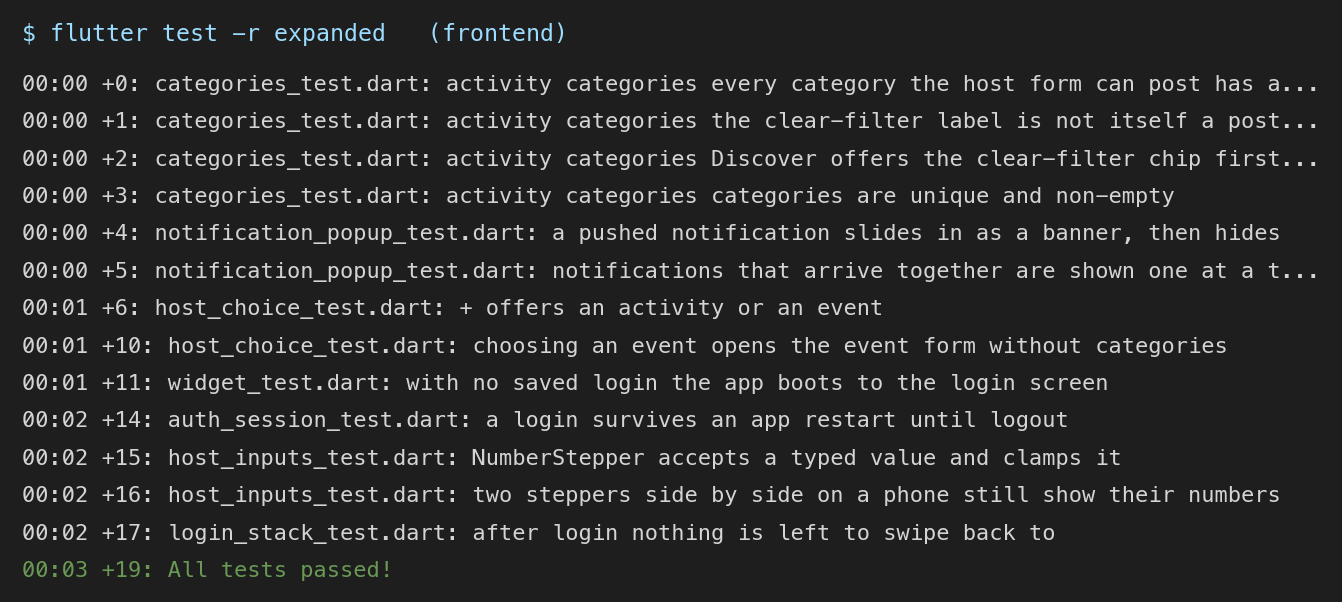 $ flutter test -r expanded   (frontend)
00:00 +0: categories_test.dart: activity categories every category the host form can post has a...
00:00 +1: categories_test.dart: activity categories the clear-filter label is not itself a post...
00:00 +2: categories_test.dart: activity categories Discover offers the clear-filter chip first...
00:00 +3: categories_test.dart: activity categories categories are unique and non-empty
00:00 +4: notification_popup_test.dart: a pushed notification slides in as a banner, then hides
00:00 +5: notification_popup_test.dart: notifications that arrive together are shown one at a t...
00:01 +6: host_choice_test.dart: + offers an activity or an event
00:01 +10: host_choice_test.dart: choosing an event opens the event form without categories
00:01 +11: widget_test.dart: with no saved login the app boots to the login screen
00:02 +14: auth_session_test.dart: a login survives an app restart until logout
00:02 +15: host_inputs_test.dart: NumberStepper accepts a typed value and clamps it
00:02 +16: host_inputs_test.dart: two steppers side by side on a phone still show their numbers
00:02 +17: login_stack_test.dart: after login nothing is left to swipe back to
00:03 +19: All tests passed!